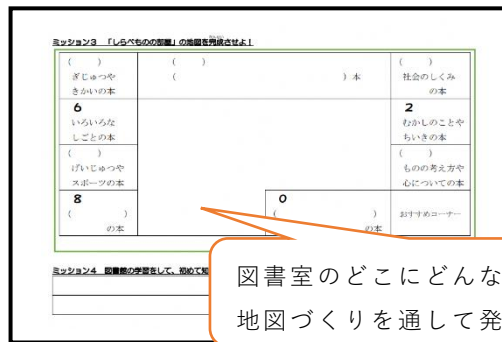 ミッション3 「しらべものの部屋」の地図を完成させよ！
( )
ぎじゅつや
きかいの本
( )
( )本
( )
社会のしくみ
の本
6
いろいろな
しごとの本
2
むかしのことや
ちいきの本
( )
げいじゅつや
スポーツの本
( )
ものの考え方や
心についての本
8
( )
の本
0
( )
の本
おすすめコーナー
ミッション4 図書館の学習をして、初めて知
図書室のどこにどんな
地図づくりを通して発